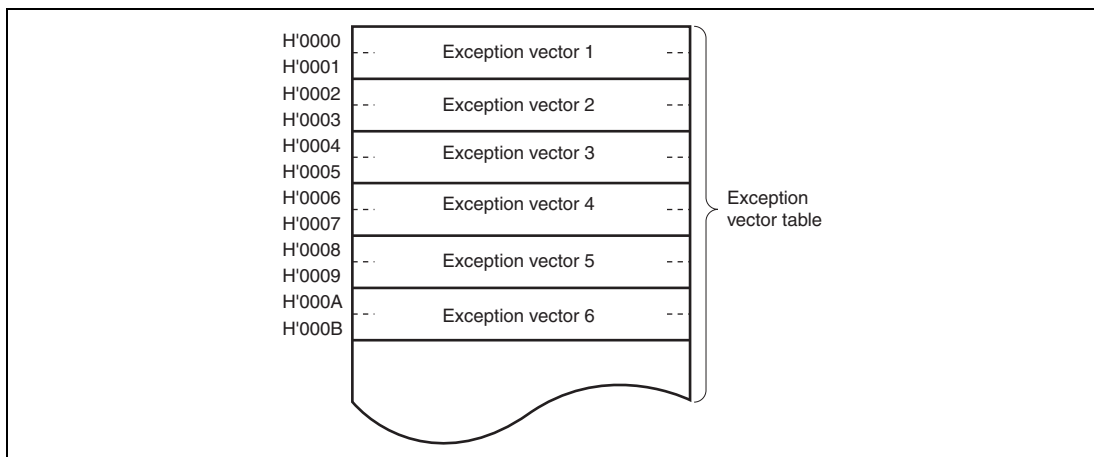 H'0000
Exception vector 1
H'0001
H'0002
Exception vector 2
H'0003
H'0004
Exception vector 3
H'0005
H'0006
Exception vector 4
H'0007
Exception
vector table
H'0008
Exception vector 5
H'0009
H'000A
Exception vector 6
H'000B